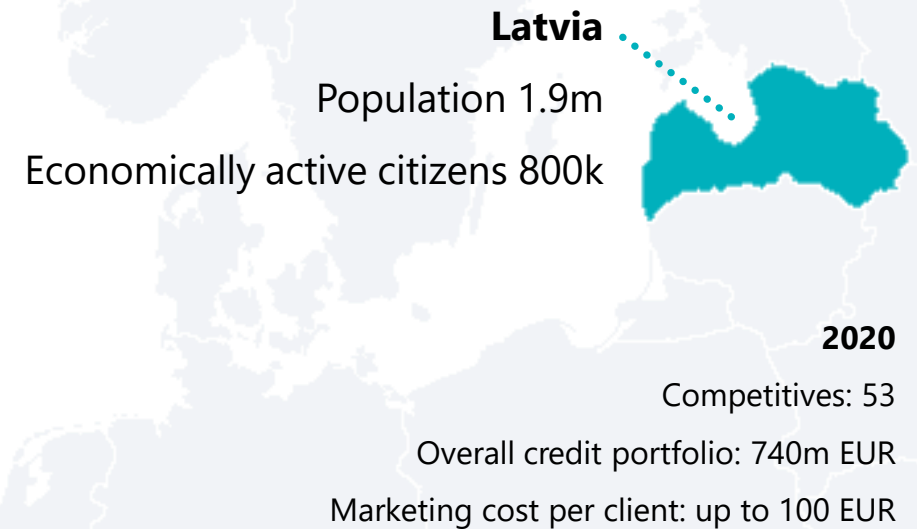 Latvia
Population 1.9m
Economically active citizens 800k
2020
Competitives: 53
Overall credit portfolio: 740m EUR
Marketing cost per client: up to 100 EUR